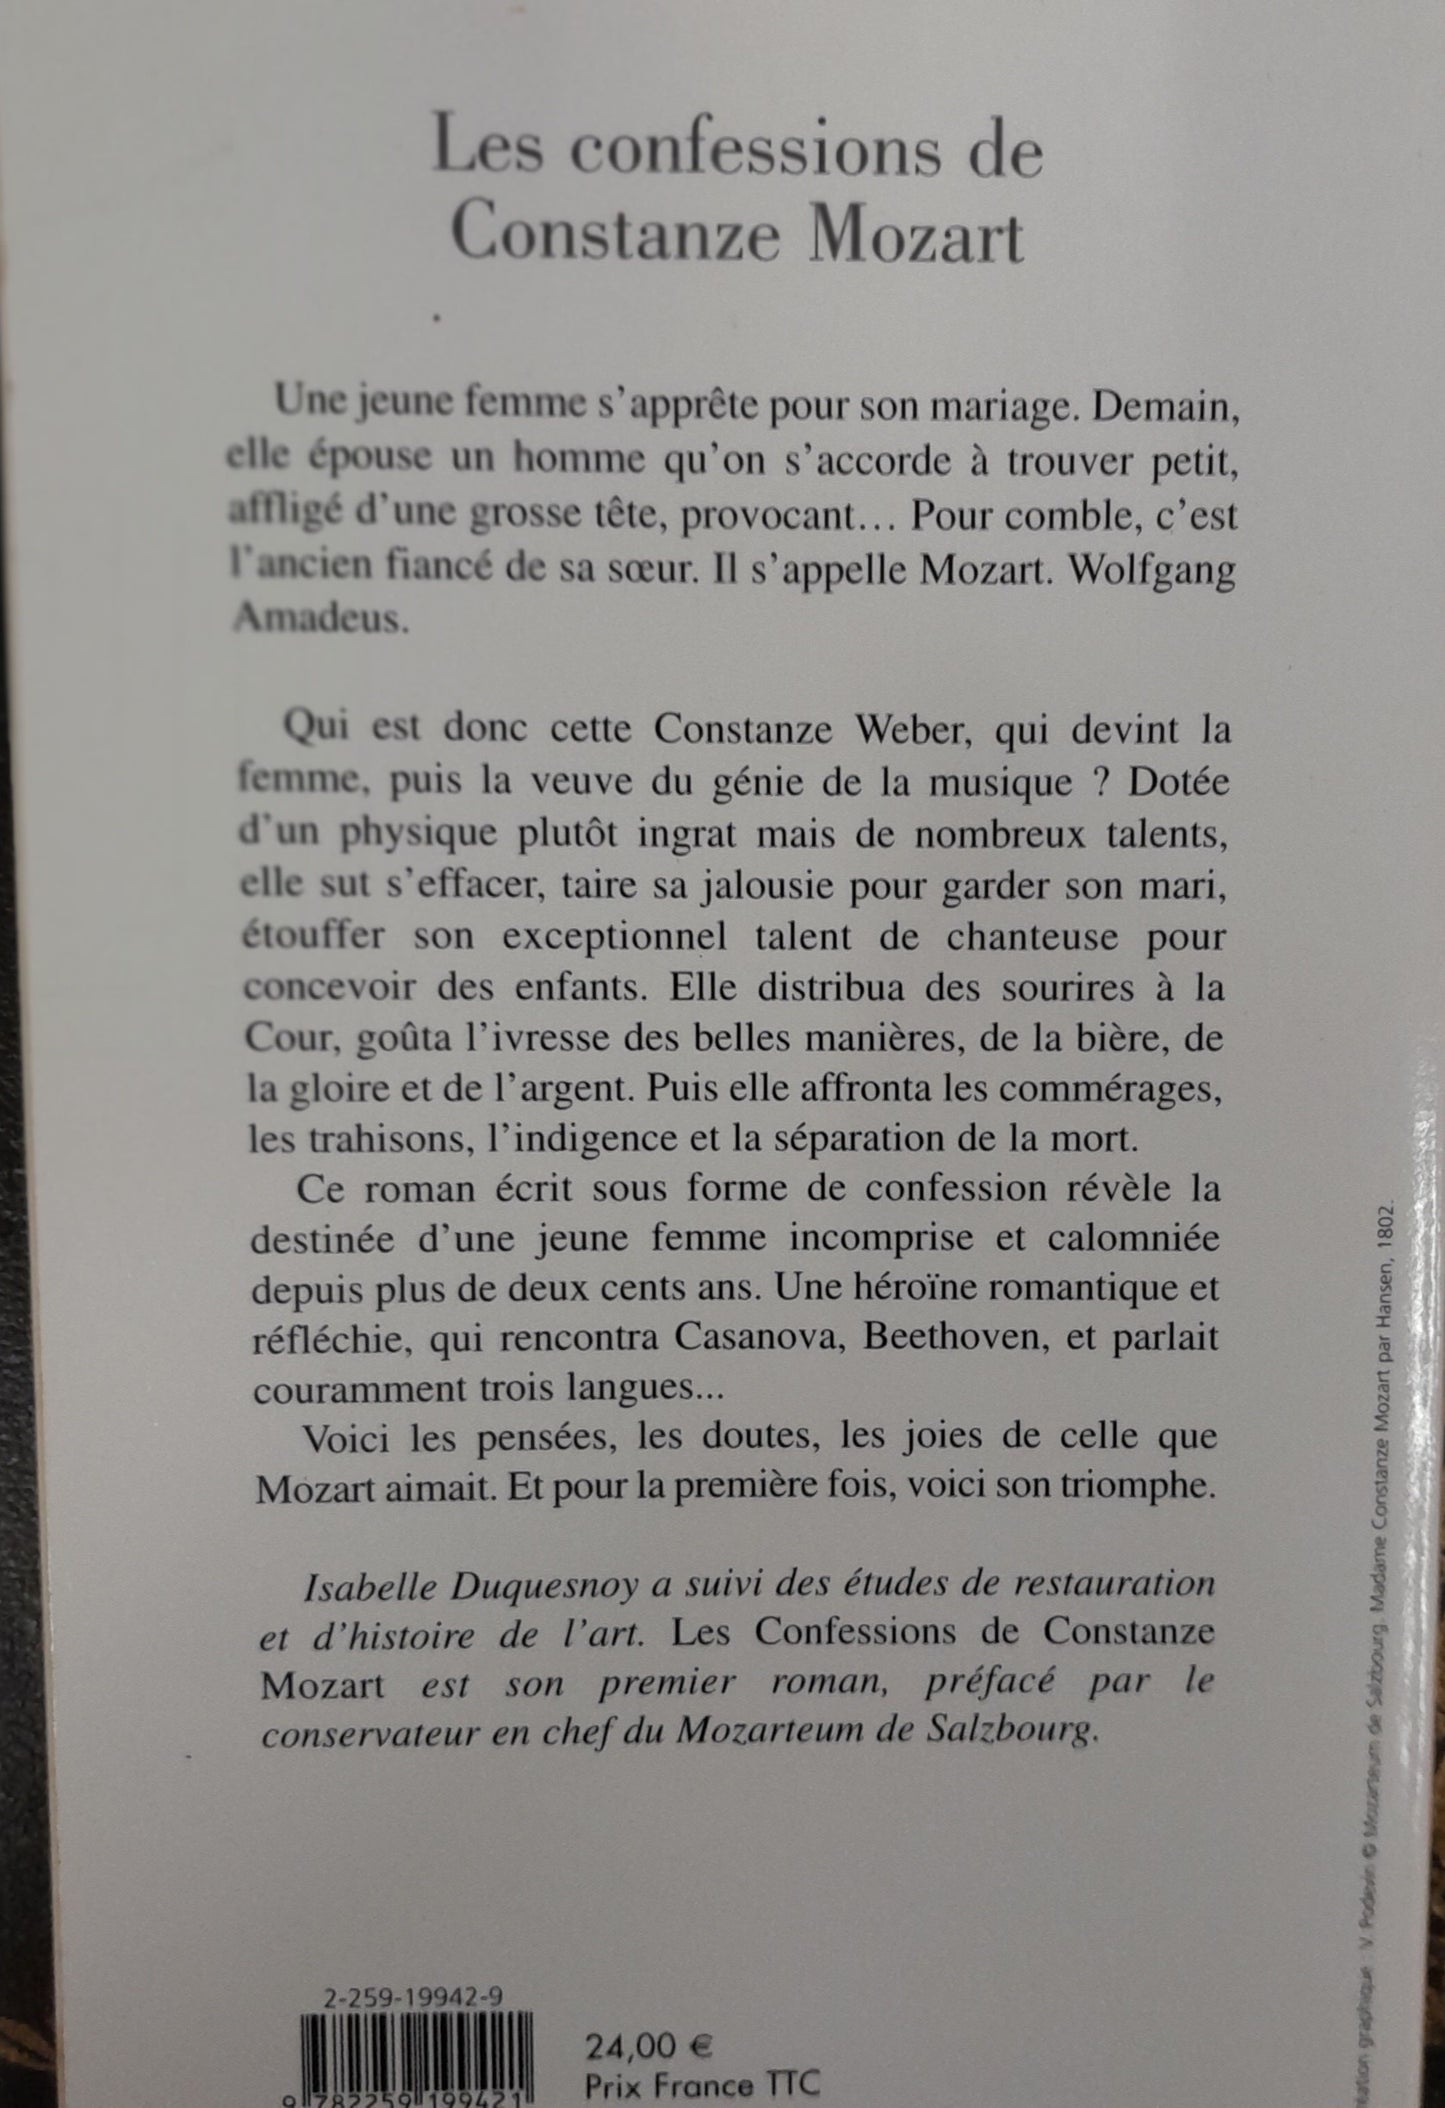 Les confessions de
Constanze Mozart
Une jeune femme s'apprête pour son mariage. Demain,
elle épouse un homme qu'on s'accorde à trouver petit,
affligé d'une grosse tête, provocant… Pour comble, c'est
l'ancien fiancé de sa sœur. Il s'appelle Mozart. Wolfgang
Amadeus.
Qui est donc cette Constanze Weber, qui devint la
femme, puis la veuve du génie de la musique ? Dotée
d'un physique plutôt ingrat mais de nombreux talents,
elle sut s'effacer, taire sa jalousie pour garder son mari,
étouffer son exceptionnel talent de chanteuse pour
concevoir des enfants. Elle distribua des sourires à la
Cour, goûta l'ivresse des belles manières, de la bière, de
la gloire et de l'argent. Puis elle affronta les commérages,
les trahisons, l'indigence et la séparation de la mort.
Ce roman écrit sous forme de confession révèle la
destinée d'une jeune femme incomprise et calomniée
depuis plus de deux cents ans. Une héroïne romantique et
réfléchie, qui rencontra Casanova, Beethoven, et parlait
couramment trois langues...
Voici les pensées, les doutes, les joies de celle que
Mozart aimait. Et pour la première fois, voici son triomphe.
Isabelle Duquesnoy a suivi des études de restauration
et d'histoire de l'art. Les Confessions de Constanze
Mozart est son premier roman, préfacé par le
conservateur en chef du Mozarteum de Salzbourg.
2-259-19942-9
9 782259 199421
24,00 €
Prix France TTC
graphique : V. Podevin © Mozarteum de Salzbourg. Madame Constanze Mozart par Hansen, 1802.